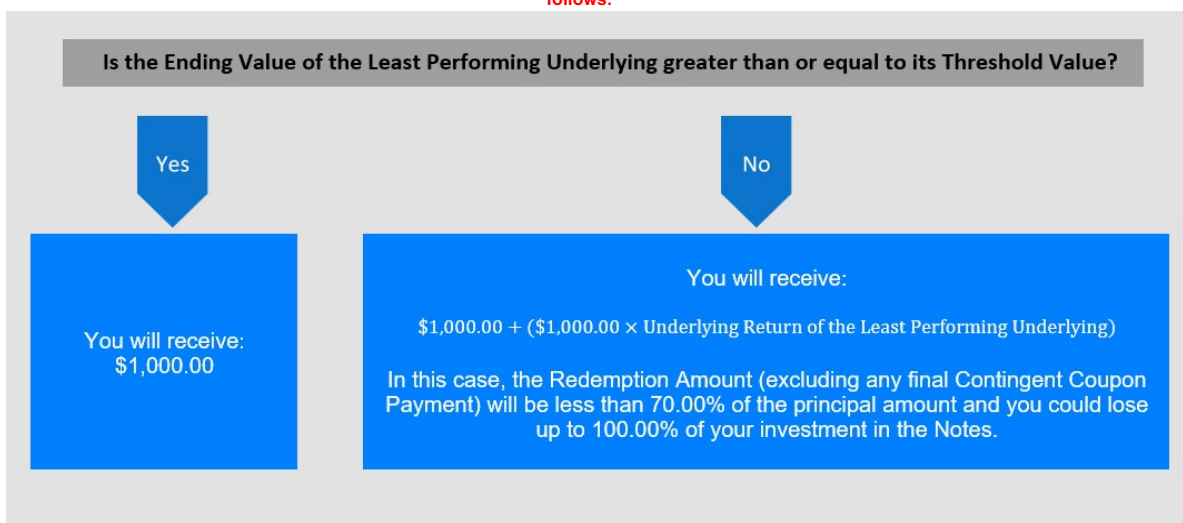 follows:
Is the Ending Value of the Least Performing Underlying greater than or equal to its Threshold Value?
Yes
No
You will receive:
$1,000.00
You will receive:
$1,000.00 + ($1,000.00 × Underlying Return of the Least Performing Underlying)
In this case, the Redemption Amount (excluding any final Contingent Coupon
Payment) will be less than 70.00% of the principal amount and you could lose
up to 100.00% of your investment in the Notes.